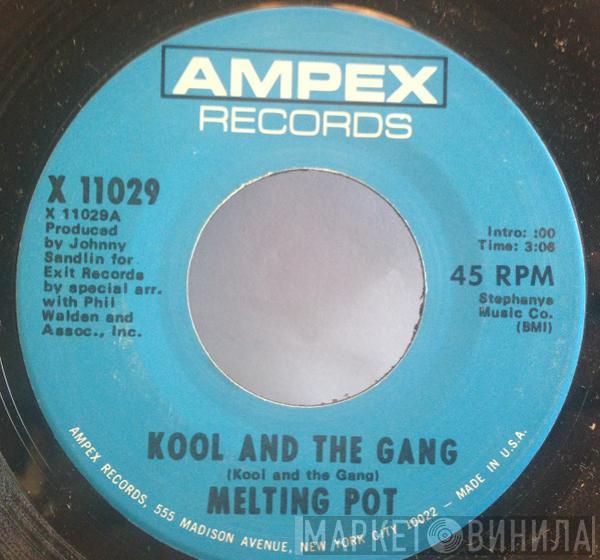 AMPEX
RECORDS
X 11029
X 11029A
Produced
by Johnny
Sandlin for
Exit Records
by special arr.
with Phil
Walden and
Assoc., Inc.
Intro: :00
Time: 3:06
45 RPM
Stephanye
Music Co.
(BMI)
KOOL AND THE GANG
(Kool and the Gang)
MELTING POT
AMPEX RECORDS, 555 MADISON AVENUE, NEW YORK CITY 10022 - MADE IN U.S.A.
МАРКЕТ ВИНИЛА